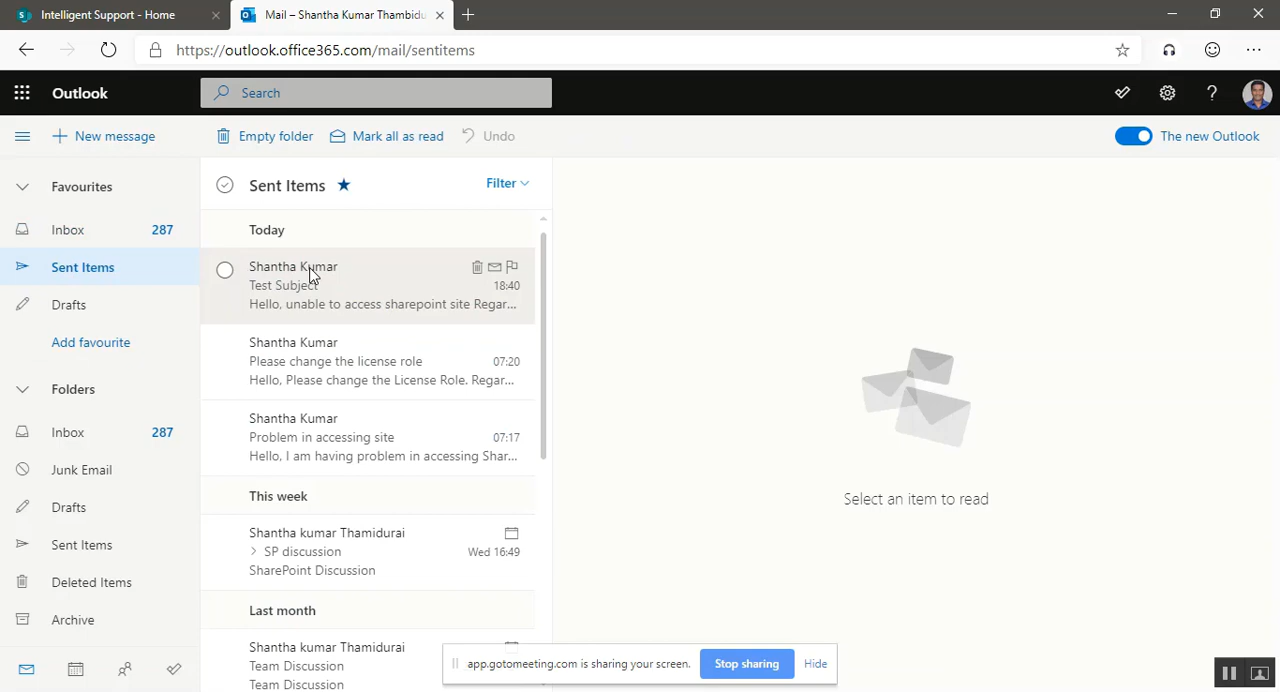 Intelligent Support - Home
Mail – Shantha Kumar Thambidu
https://outlook.office365.com/mail/sentitems
Outlook
Search
New message
Empty folder
Mark all as read
Undo
The new Outlook
Favourites
Inbox 287
Sent Items
Drafts
Add favourite
Folders
Inbox 287
Junk Email
Drafts
Sent Items
Deleted Items
Archive
Sent Items
Filter
Today
Shantha Kumar
Test Subject 18:40
Hello, unable to access sharepoint site Regar...
Shantha Kumar
Please change the license role 07:20
Hello, Please change the License Role. Regar...
Shantha Kumar
Problem in accessing site 07:17
Hello, I am having problem in accessing Shar...
This week
Shantha kumar Thamidurai
> SP discussion Wed 16:49
SharePoint Discussion
Last month
Shantha kumar Thamidurai
Team Discussion
Team Discussion
Select an item to read
app.gotomeeting.com is sharing your screen.
Stop sharing
Hide